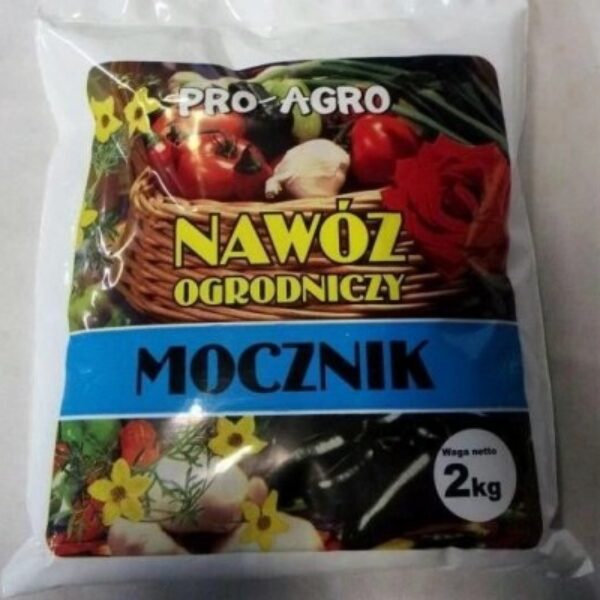 PRO-AGRO
NAWÓZ
OGRODNICZY
MOCZNIK
Waga netto
2kg